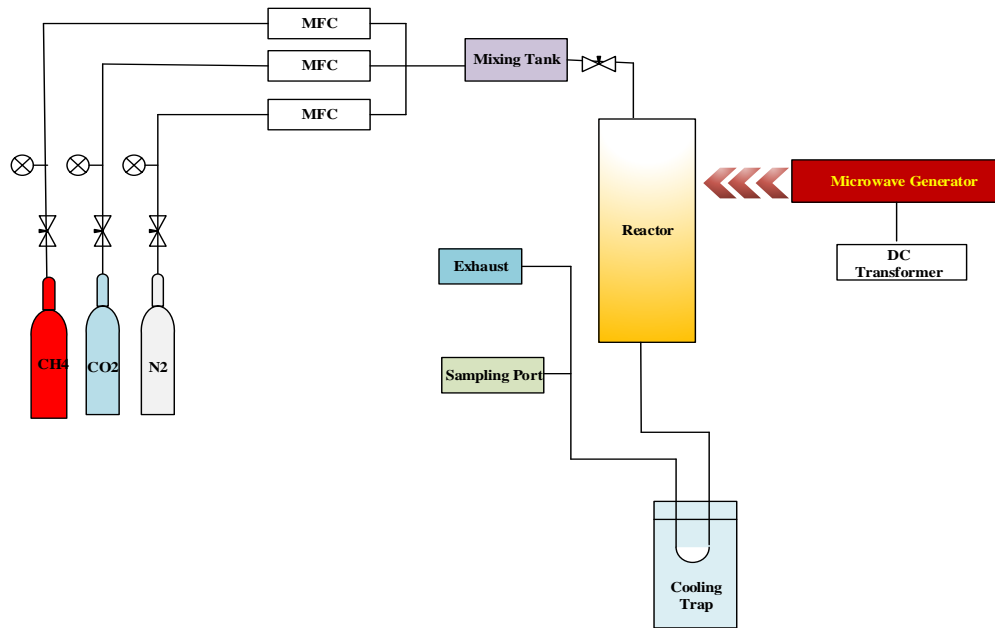 MFC
MFC
MFC
Mixing Tank
Microwave Generator
Reactor
DC
Transformer
Exhaust
Sampling Port
CH4
CO2
N2
Cooling
Trap